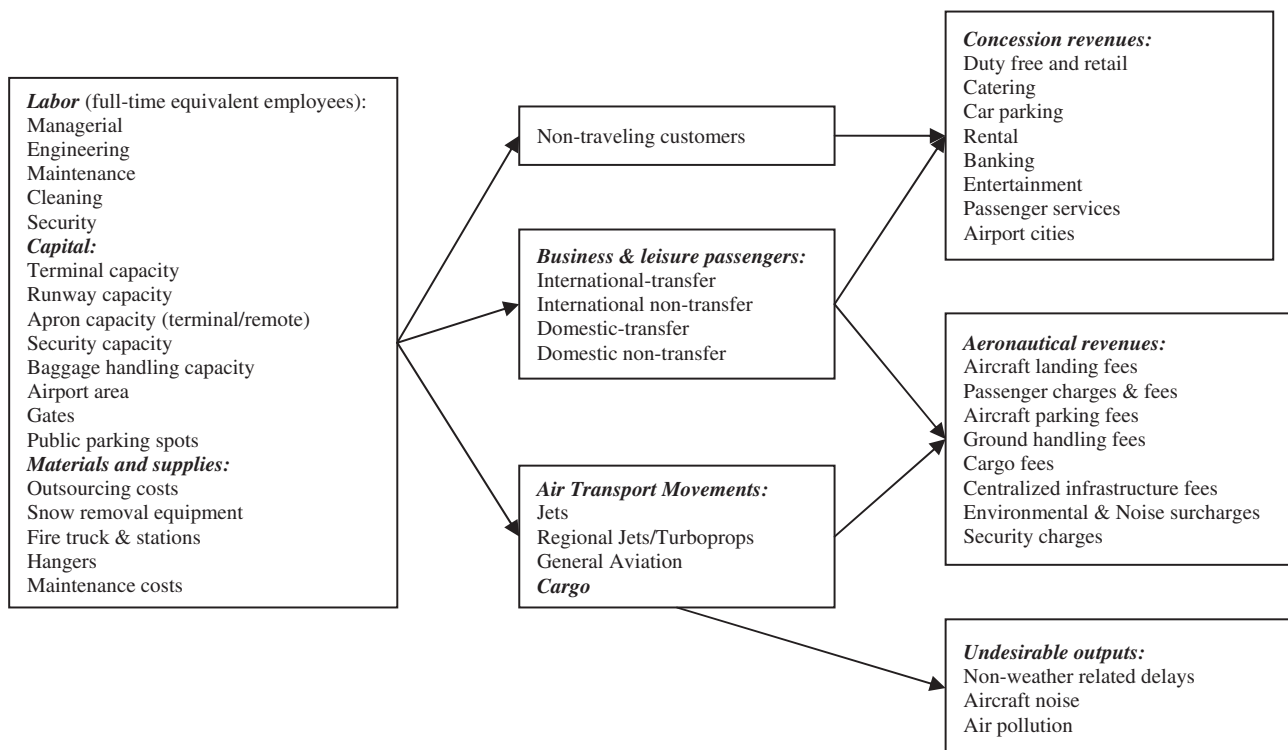 Labor (full-time equivalent employees):
Managerial
Engineering
Maintenance
Cleaning
Security
Capital:
Terminal capacity
Runway capacity
Apron capacity (terminal/remote)
Security capacity
Baggage handling capacity
Airport area
Gates
Public parking spots
Materials and supplies:
Outsourcing costs
Snow removal equipment
Fire truck & stations
Hangers
Maintenance costs
Non-traveling customers
Business & leisure passengers:
International-transfer
International non-transfer
Domestic-transfer
Domestic non-transfer
Air Transport Movements:
Jets
Regional Jets/Turboprops
General Aviation
Cargo
Concession revenues:
Duty free and retail
Catering
Car parking
Rental
Banking
Entertainment
Passenger services
Airport cities
Aeronautical revenues:
Aircraft landing fees
Passenger charges & fees
Aircraft parking fees
Ground handling fees
Cargo fees
Centralized infrastructure fees
Environmental & Noise surcharges
Security charges
Undesirable outputs:
Non-weather related delays
Aircraft noise
Air pollution